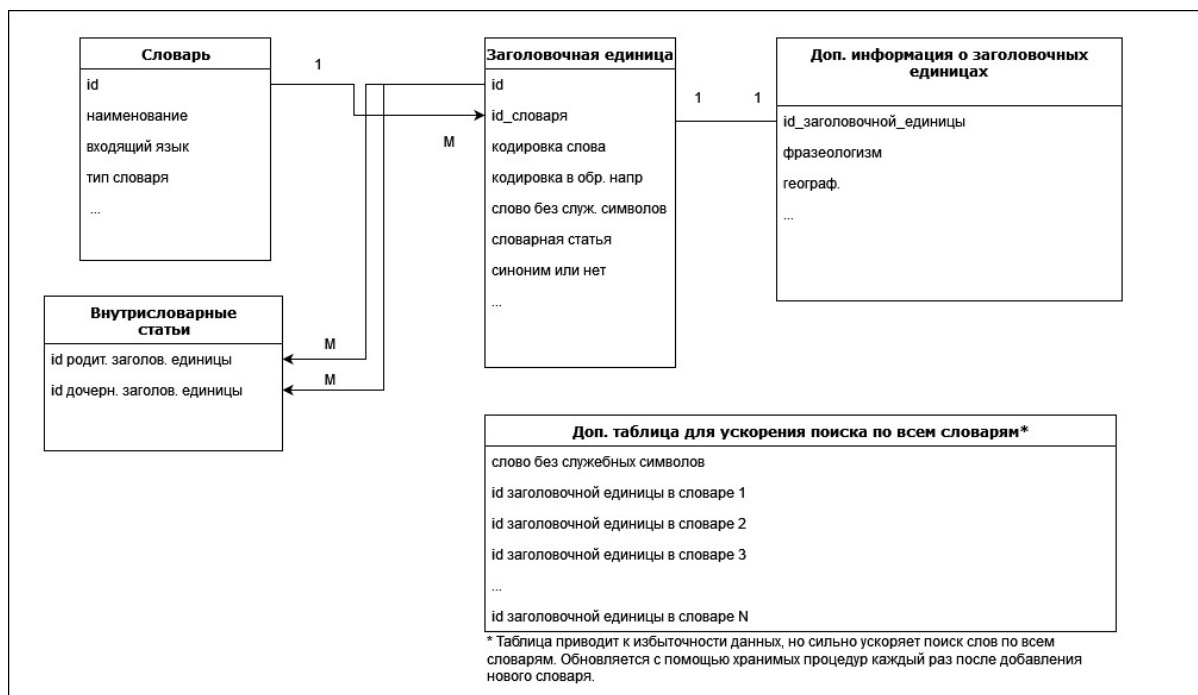 Словарь
id
наименование
входящий язык
тип словаря
...
1
М
Заголовочная единица
id
id_словаря
кодировка слова
кодировка в обр. напр
слово без служ. символов
словарная статья
синоним или нет
...
1
1
Доп. информация о заголовочных
единицах
id_заголовочной_единицы
фразеологизм
географ.
...
Внутрисловарные
статьи
id родит. заголов. единицы
id дочерн. заголов. единицы
М
М
Доп. таблица для ускорения поиска по всем словарям*
слово без служебных символов
id заголовочной единицы в словаре 1
id заголовочной единицы в словаре 2
id заголовочной единицы в словаре 3
...
id заголовочной единицы в словаре N
* Таблица приводит к избыточности данных, но сильно ускоряет поиск слов по всем
словарям. Обновляется с помощью хранимых процедур каждый раз после добавления
нового словаря.